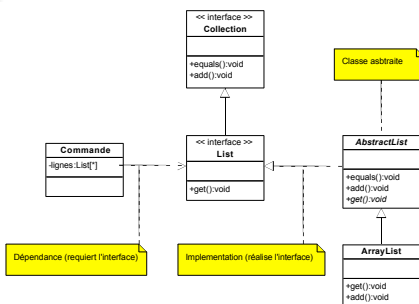 << interface >>
Collection
+equals():void
+add():void
Classe asbtraite
Commande
-lignes:List[*]
<< interface >>
List
+get():void
AbstractList
+equals():void
+add():void
+get():void
Dépendance (requiert l'interface)
Implementation (réalise l'interface)
ArrayList
+get():void
+add():void